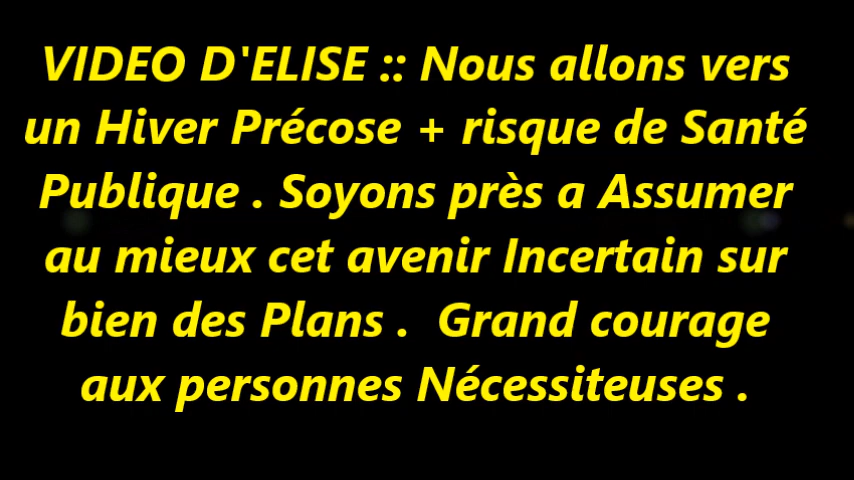 VIDEO D'ELISE :: Nous allons vers
un Hiver Précose + risque de Santé
Publique . Soyons près a Assumer
au mieux cet avenir Incertain sur
bien des Plans .  Grand courage
aux personnes Nécessiteuses .